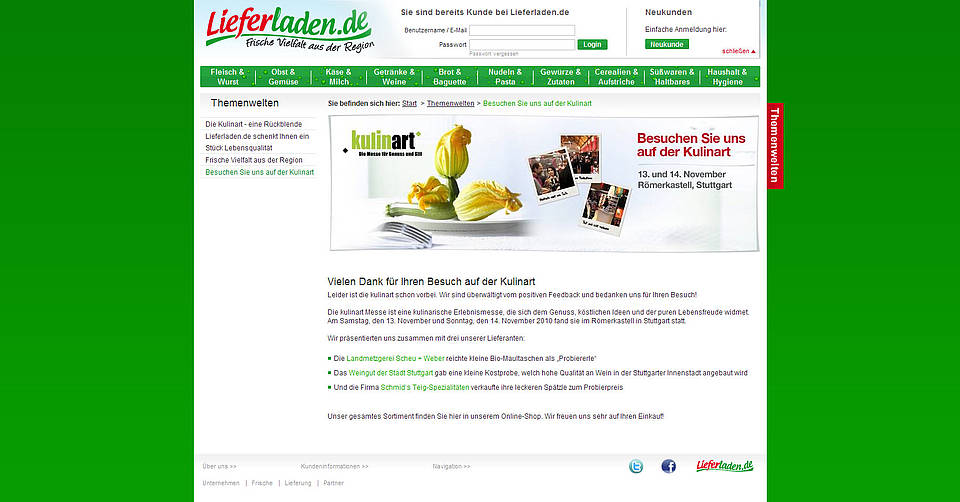 Lieferladen.de
Frische Vielfalt aus der Region
Sie sind bereits Kunde bei Lieferladen.de
Benutzername / E-Mail
Passwort
Login
Passwort vergessen
Neukunden
Einfache Anmeldung hier:
Neukunde
schließen
Fleisch & Wurst
Obst & Gemüse
Käse & Milch
Getränke & Weine
Brot & Baguette
Nudeln & Pasta
Gewürze & Zutaten
Cerealien & Aufstriche
Süßwaren & Haltbares
Haushalt & Hygiene
Themenwelten
Die Kulinart - eine Rückblende
Lieferladen.de schenkt Ihnen ein
Stück Lebensqualität
Frische Vielfalt aus der Region
Besuchen Sie uns auf der Kulinart
Sie befinden sich hier: Start > Themenwelten > Besuchen Sie uns auf der Kulinart
kulinart
Die Messe für Genuss und Stil
Besuchen Sie uns
auf der Kulinart
13. und 14. November
Römerkastell, Stuttgart
Themenwelten
Vielen Dank für Ihren Besuch auf der Kulinart
Leider ist die kulinart schon vorbei. Wir sind überwältigt vom positiven Feedback und bedanken uns für Ihren Besuch!
Die kulinart Messe ist eine kulinarische Erlebnismesse, die sich dem Genuss, köstlichen Ideen und der puren Lebensfreude widmet.
Am Samstag, den 13. November und Sonntag, den 14. November 2010 fand sie im Römerkastell in Stuttgart statt.
Wir präsentierten uns zusammen mit drei unserer Lieferanten:
Die Landmetzgerei Scheu + Weber reichte kleine Bio-Maultaschen als „Probiererle“
Das Weingut der Stadt Stuttgart gab eine kleine Kostprobe, welch hohe Qualität an Wein in der Stuttgarter Innenstadt angebaut wird
Und die Firma Schmid's Teig-Spezialitäten verkaufte ihre leckeren Spätzle zum Probierpreis
Unser gesamtes Sortiment finden Sie hier in unserem Online-Shop. Wir freuen uns sehr auf Ihren Einkauf!
Über uns >>
Kundeninformationen >>
Navigation >>
Lieferladen.de
Unternehmen | Frische | Lieferung | Partner